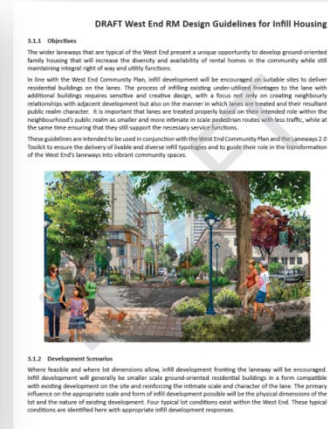 DRAFT West End RM Design Guidelines for Infill Housing
3.1.1 Objectives
The wider laneways that are typical of the West End present a unique opportunity to develop ground-oriented
family housing that will increase the diversity and availability of rental homes in the community while still
maintaining integral right of way and utility functions.
In line with the West End Community Plan, infill development will be encouraged on suitable sites to deliver
residential buildings on the lanes. The process of infilling existing under-utilised frontages to the lane with
additional buildings requires sensitive and creative design, with a focus not only on creating neighbourly
relationships with adjacent development but also on the manner in which lanes are treated and their resultant
public realm character. It is important that lanes are treated properly based on their intended role within the
neighbourhood's public realm as smaller and more intimate in scale pedestrian routes with less traffic, while at
the same time ensuring that they still support the necessary service functions.
These guidelines are intended to be used in conjunction with the West End Community Plan and the Laneways 2.0
Toolkit to ensure the delivery of livable and diverse infill typologies and to guide their role in the transformation
of the West End's laneways into vibrant community spaces.
3.1.2 Development Scenarios
Where feasible and where lot dimensions allow, infill development fronting the laneway will be encouraged.
Infill development will generally be smaller scale ground-oriented residential buildings in a form compatible
with existing development on the site and reinforcing the intimate scale and character of the lane. The primary
influence on the appropriate scale and form of infill development possible will be the physical dimensions of the
lot and the nature of existing development. Four typical lot conditions exist within the West End. These typical
conditions are identified here with appropriate infill development responses.